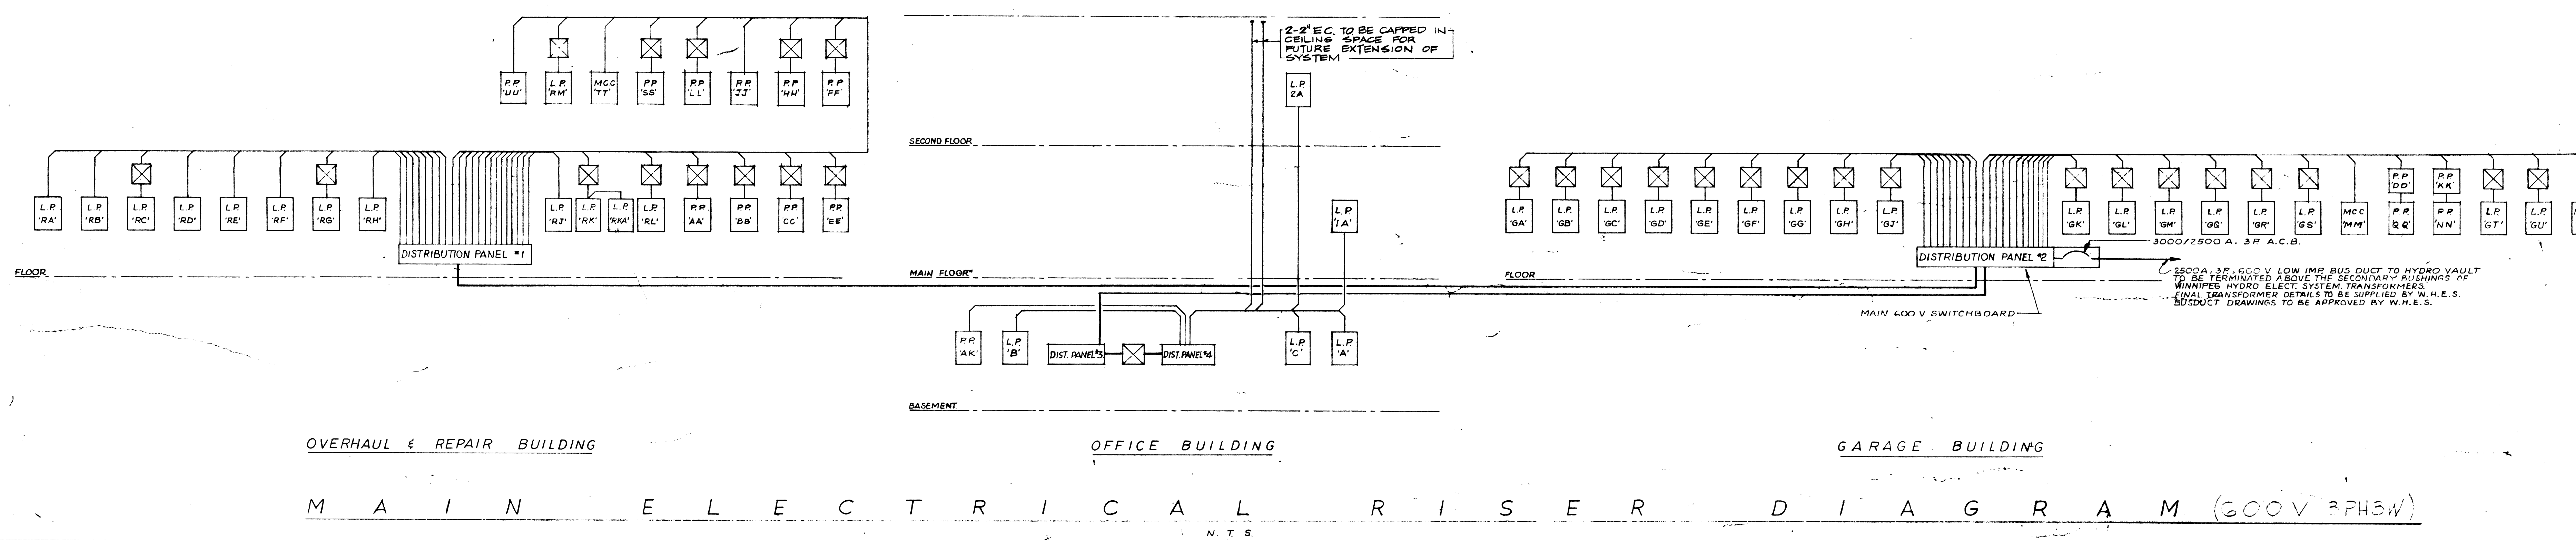 2-2" E.C. TO BE CAPPED IN
CEILING SPACE FOR
FUTURE EXTENSION OF
SYSTEM
P.P. 'UU'
L.P. 'RM'
MCC 'TT'
P.P. 'SS'
P.P. 'LL'
P.P. 'JJ'
P.P. 'HH'
P.P. 'FF'
L.P. 2A
SECOND FLOOR
L.P. 'RA'
L.P. 'RB'
L.P. 'RC'
L.P. 'RD'
L.P. 'RE'
L.P. 'RF'
L.P. 'RG'
L.P. 'RH'
L.P. 'RJ'
L.P. 'RK'
L.P. 'RKA'
L.P. 'RL'
P.P. 'AA'
P.P. 'BB'
P.P. 'CC'
P.P. 'EE'
L.P. '1A'
L.P. 'GA'
L.P. 'GB'
L.P. 'GC'
L.P. 'GD'
L.P. 'GE'
L.P. 'GF'
L.P. 'GG'
L.P. 'GH'
L.P. 'GJ'
L.P. 'GK'
L.P. 'GL'
L.P. 'GM'
L.P. 'GQ'
L.P. 'GR'
L.P. 'GS'
MCC 'MM'
P.P. 'DD'
P.P. 'QQ'
P.P. 'KK'
P.P. 'NN'
L.P. 'GT'
L.P. 'GU'
DISTRIBUTION PANEL #1
DISTRIBUTION PANEL #2
3000/2500 A. 3P. A.C.B.
FLOOR
MAIN FLOOR
FLOOR
2500A, 3P, 600 V LOW IMP. BUS DUCT TO HYDRO VAULT
TO BE TERMINATED ABOVE THE SECONDARY BUSHINGS OF
WINNIPEG HYDRO ELECT. SYSTEM. TRANSFORMERS.
FINAL TRANSFORMER DETAILS TO BE SUPPLIED BY W.H.E.S.
BUSDUCT DRAWINGS TO BE APPROVED BY W.H.E.S.
MAIN 600 V SWITCHBOARD
P.P. 'AK'
L.P. 'B'
DIST. PANEL #3
DIST. PANEL #4
L.P. 'C'
L.P. 'A'
BASEMENT
OVERHAUL & REPAIR BUILDING
OFFICE BUILDING
GARAGE BUILDING
MAIN ELECTRICAL RISER DIAGRAM (600V 3PH3W)
N.T.S.